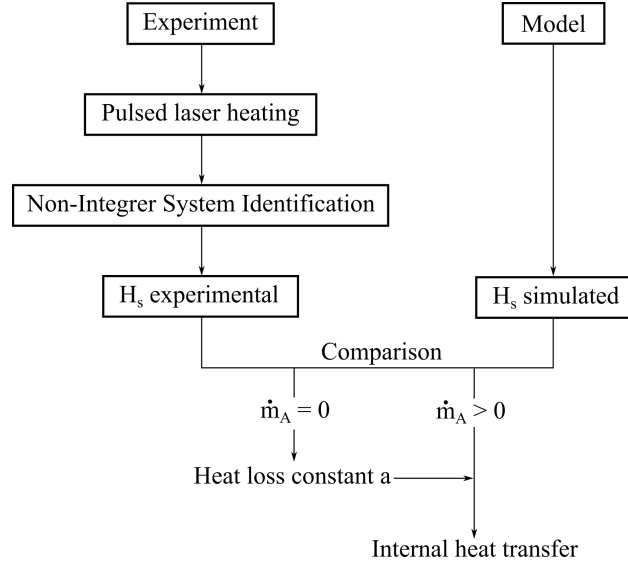 Experiment
Model
Pulsed laser heating
Non-Integrer System Identification
Hs experimental
Hs simulated
Comparison
ṁA = 0
ṁA > 0
Heat loss constant a
Internal heat transfer